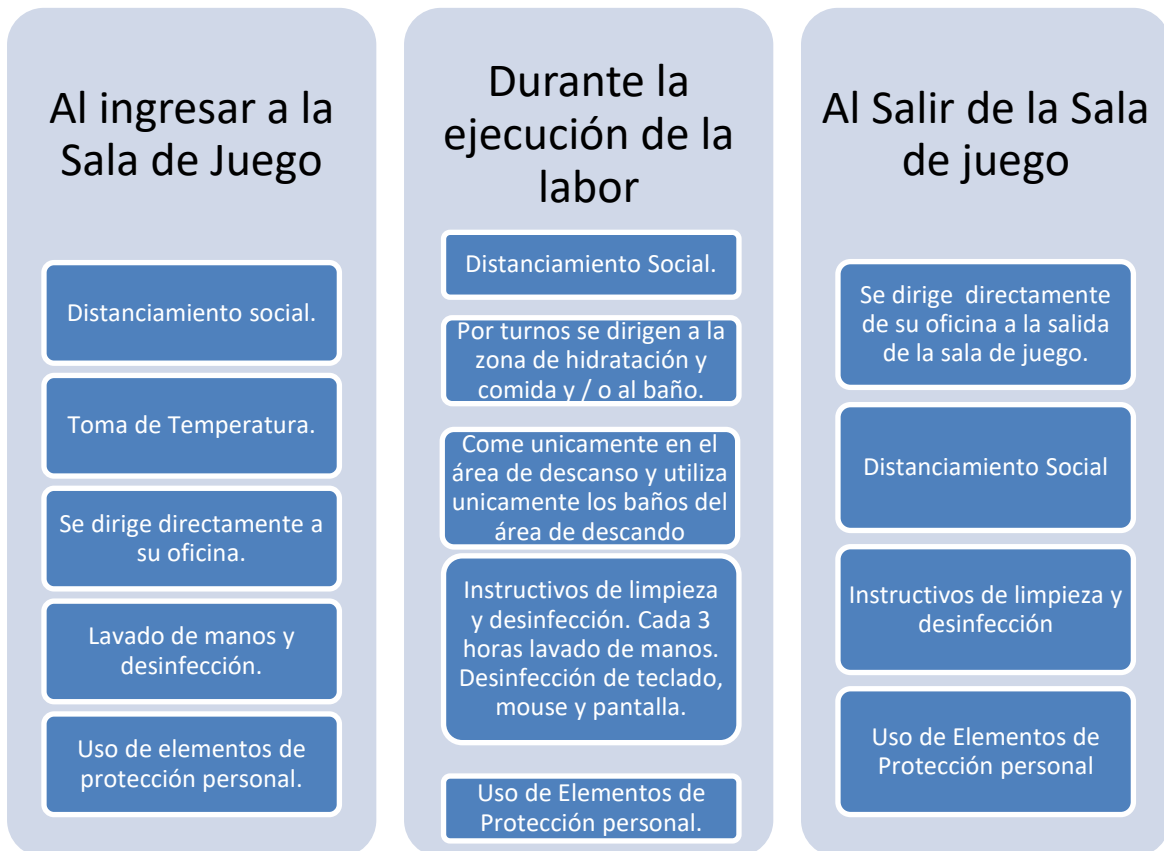 Al ingresar a la
Sala de Juego
Distanciamiento social.
Toma de Temperatura.
Se dirige directamente a
su oficina.
Lavado de manos y
desinfección.
Uso de elementos de
protección personal.
Durante la
ejecución de la
labor
Distanciamiento Social.
Por turnos se dirigen a la
zona de hidratación y
comida y / o al baño.
Come unicamente en el
área de descanso y utiliza
unicamente los baños del
área de descando
Instructivos de limpieza
y desinfección. Cada 3
horas lavado de manos.
Desinfección de teclado,
mouse y pantalla.
Uso de Elementos de
Protección personal.
Al Salir de la Sala
de juego
Se dirige  directamente
de su oficina a la salida
de la sala de juego.
Distanciamiento Social
Instructivos de limpieza y
desinfección
Uso de Elementos de
Protección personal